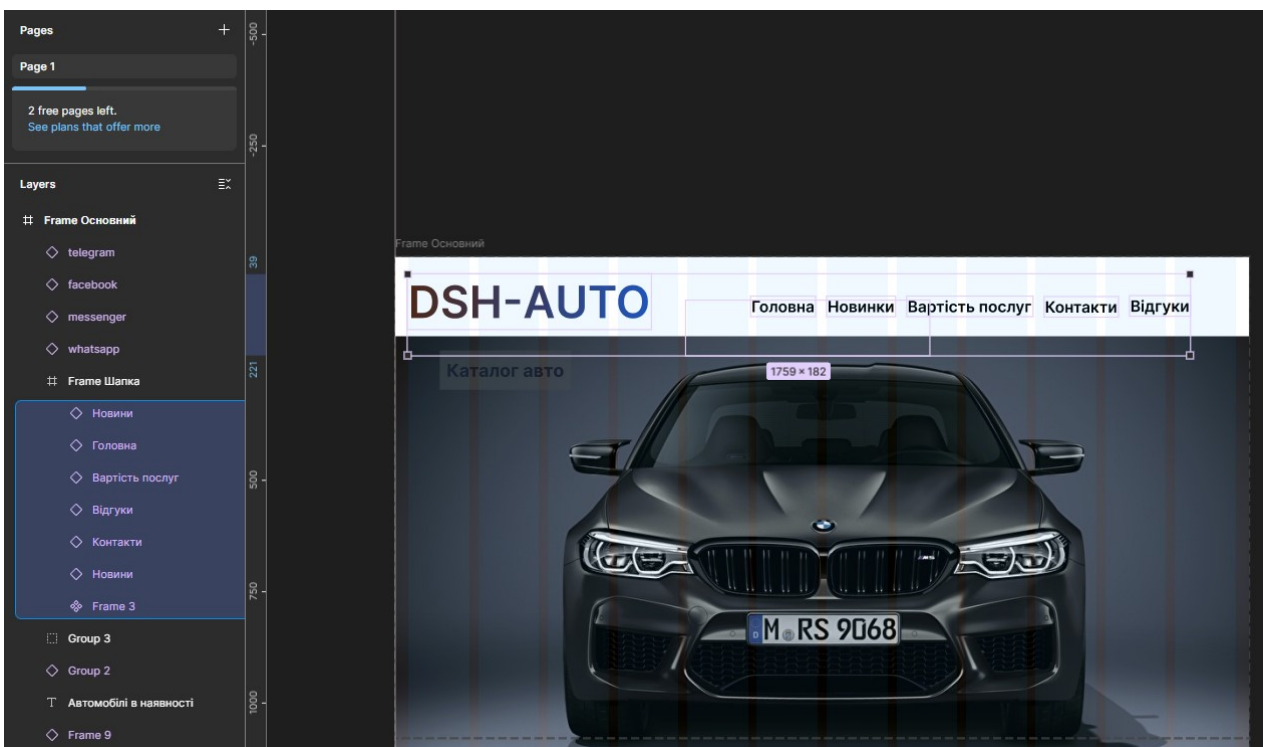 Pages
Page 1
2 free pages left.
See plans that offer more
Layers
Frame Основний
telegram
facebook
messenger
whatsapp
Frame Шапка
Новини
Головна
Вартість послуг
Відгуки
Контакти
Новини
Frame 3
Group 3
Group 2
Автомобілі в наявності
Frame 9
-500
-250
39
221
500
750
1000
Frame Основний
DSH-AUTO
Головна Новинки Вартість послуг Контакти Відгуки
Каталог авто
1759 × 182
M RS 9068